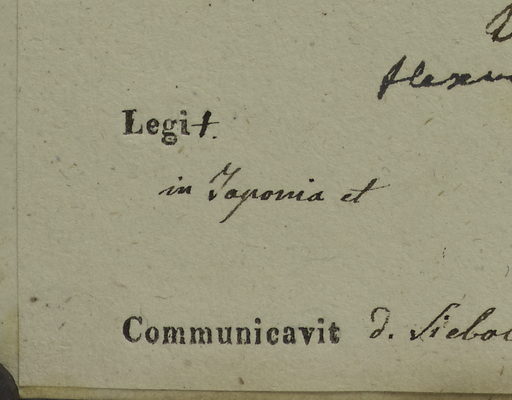 flexu
Legit.
in Japonia et
Communicavit d. Siebol